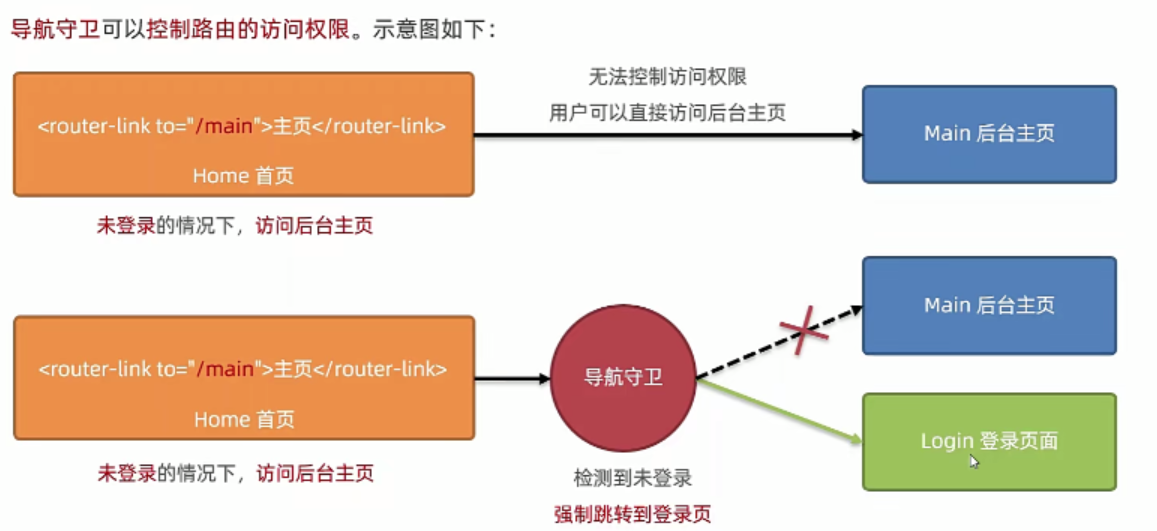 导航守卫可以控制路由的访问权限。示意图如下：
<router-link to="/main">主页</router-link>
Home 首页
无法控制访问权限
用户可以直接访问后台主页
Main 后台主页
未登录的情况下，访问后台主页
<router-link to="/main">主页</router-link>
Home 首页
导航守卫
Main 后台主页
Login 登录页面
未登录的情况下，访问后台主页
检测到未登录
强制跳转到登录页